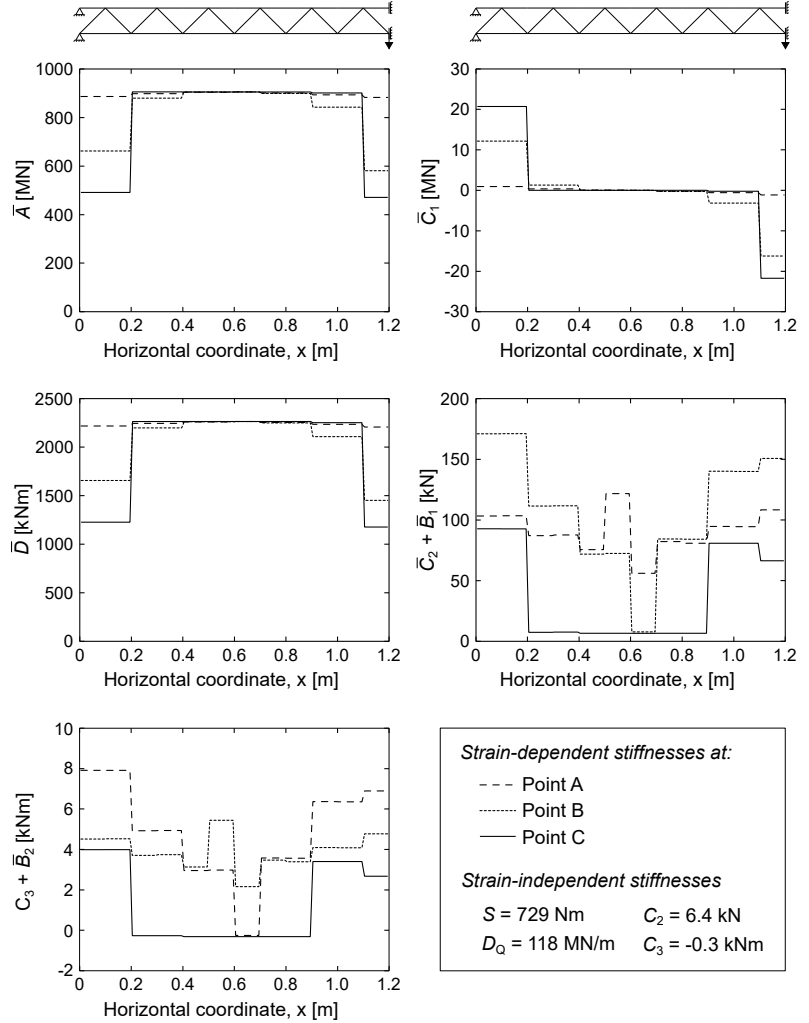 1000
900
800
600
400
200
0
A̅ [MN]
0 0.2 0.4 0.6 0.8 1.0 1.2
Horizontal coordinate, x [m]
30
20
10
0
-10
-20
-30
C̅1 [MN]
0 0.2 0.4 0.6 0.8 1.0 1.2
Horizontal coordinate, x [m]
2500
2000
1500
1000
500
0
D̅ [kNm]
0 0.2 0.4 0.6 0.8 1.0 1.2
Horizontal coordinate, x [m]
200
150
100
50
0
C̅2 + B̅1 [kN]
0 0.2 0.4 0.6 0.8 1.0 1.2
Horizontal coordinate, x [m]
10
8
6
4
2
0
-2
C3 + B̅2 [kNm]
0 0.2 0.4 0.6 0.8 1.0 1.2
Horizontal coordinate, x [m]
Strain-dependent stiffnesses at:
Point A
Point B
Point C
Strain-independent stiffnesses
S = 729 Nm C2 = 6.4 kN
DQ = 118 MN/m C3 = -0.3 kNm